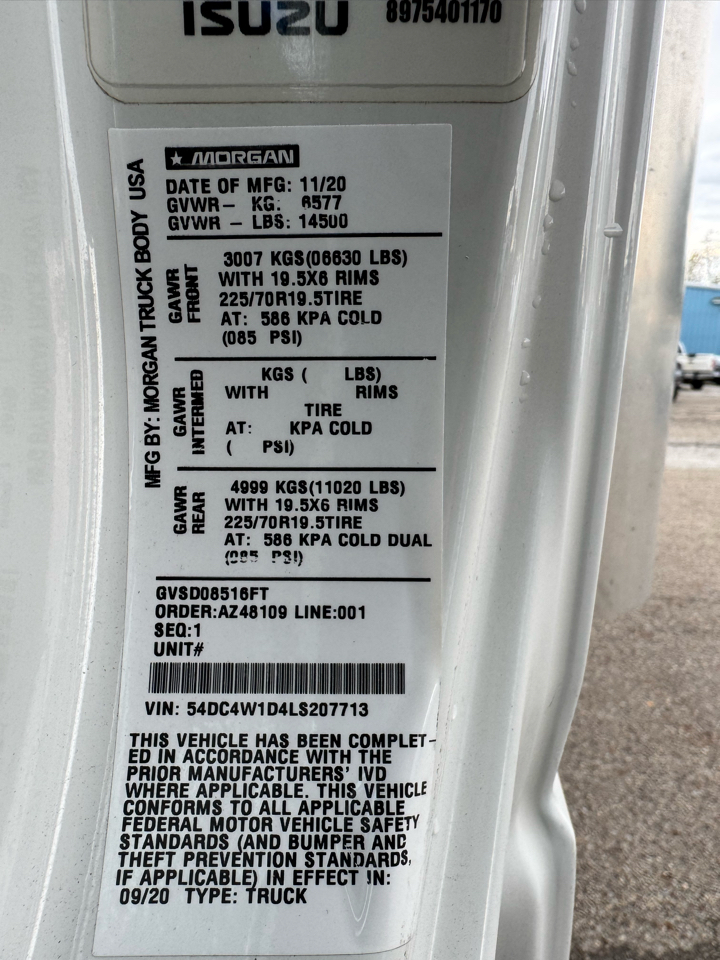 ISUZU 8975401170
MORGAN
MFG BY: MORGAN TRUCK BODY USA
DATE OF MFG: 11/20
GVWR- KG: 6577
GVWR - LBS: 14500
GAWR FRONT
3007 KGS(06630 LBS)
WITH 19.5X6 RIMS
225/70R19.5TIRE
AT: 586 KPA COLD
(085 PSI)
GAWR INTERMED
KGS ( LBS)
WITH RIMS
TIRE
AT: KPA COLD
( PSI)
GAWR REAR
4999 KGS(11020 LBS)
WITH 19.5X6 RIMS
225/70R19.5TIRE
AT: 586 KPA COLD DUAL
(085 PSI)
GVSD08516FT
ORDER:AZ48109 LINE:001
SEQ:1
UNIT#
VIN: 54DC4W1D4LS207713
THIS VEHICLE HAS BEEN COMPLET-
ED IN ACCORDANCE WITH THE
PRIOR MANUFACTURERS' IVD
WHERE APPLICABLE. THIS VEHICLE
CONFORMS TO ALL APPLICABLE
FEDERAL MOTOR VEHICLE SAFETY
STANDARDS (AND BUMPER AND
THEFT PREVENTION STANDARDS,
IF APPLICABLE) IN EFFECT IN:
09/20 TYPE: TRUCK